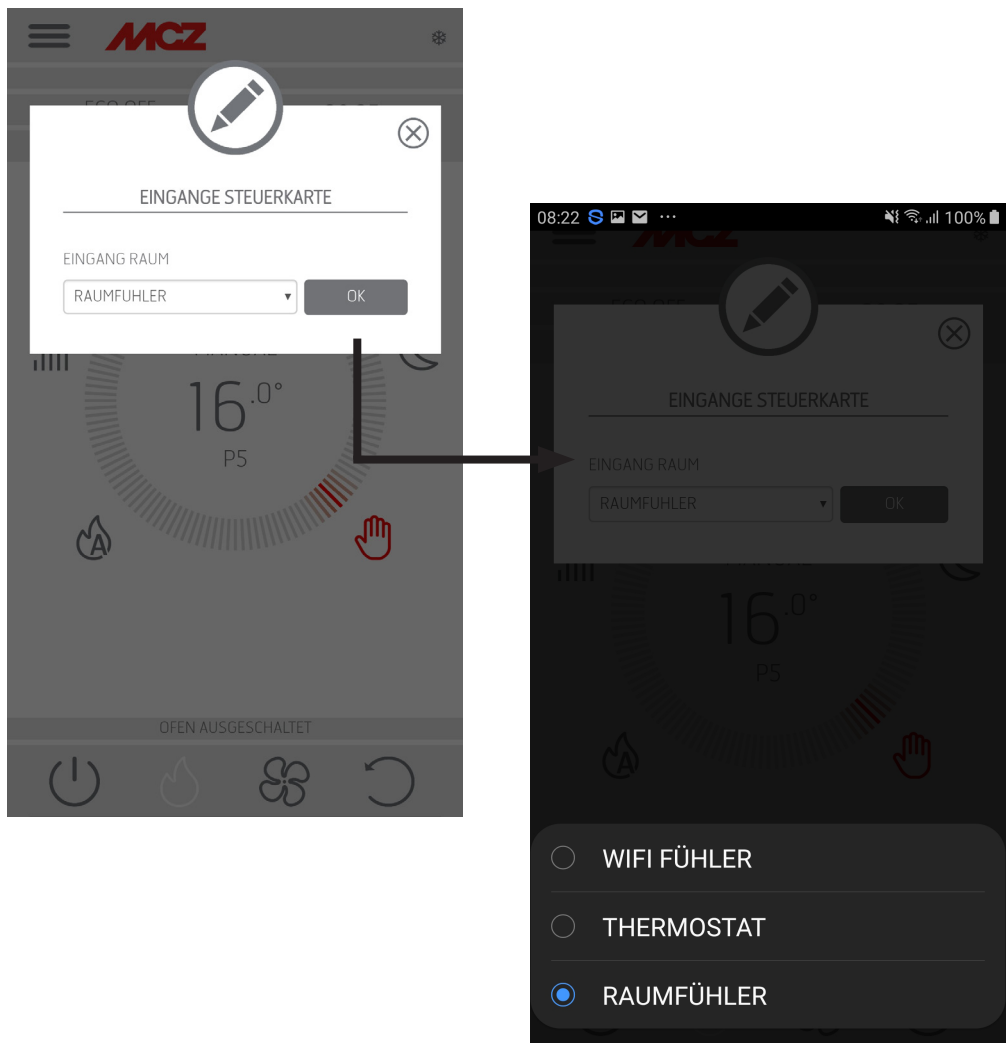 MCZ
EINGANGE STEUERKARTE
EINGANG RAUM
RAUMFUHLER OK
16.0°
P5
A
OFEN AUSGESCHALTET
08:22 100%
MCZ
EINGANGE STEUERKARTE
EINGANG RAUM
RAUMFUHLER OK
16.0°
P5
A
WIFI FÜHLER
THERMOSTAT
RAUMFÜHLER